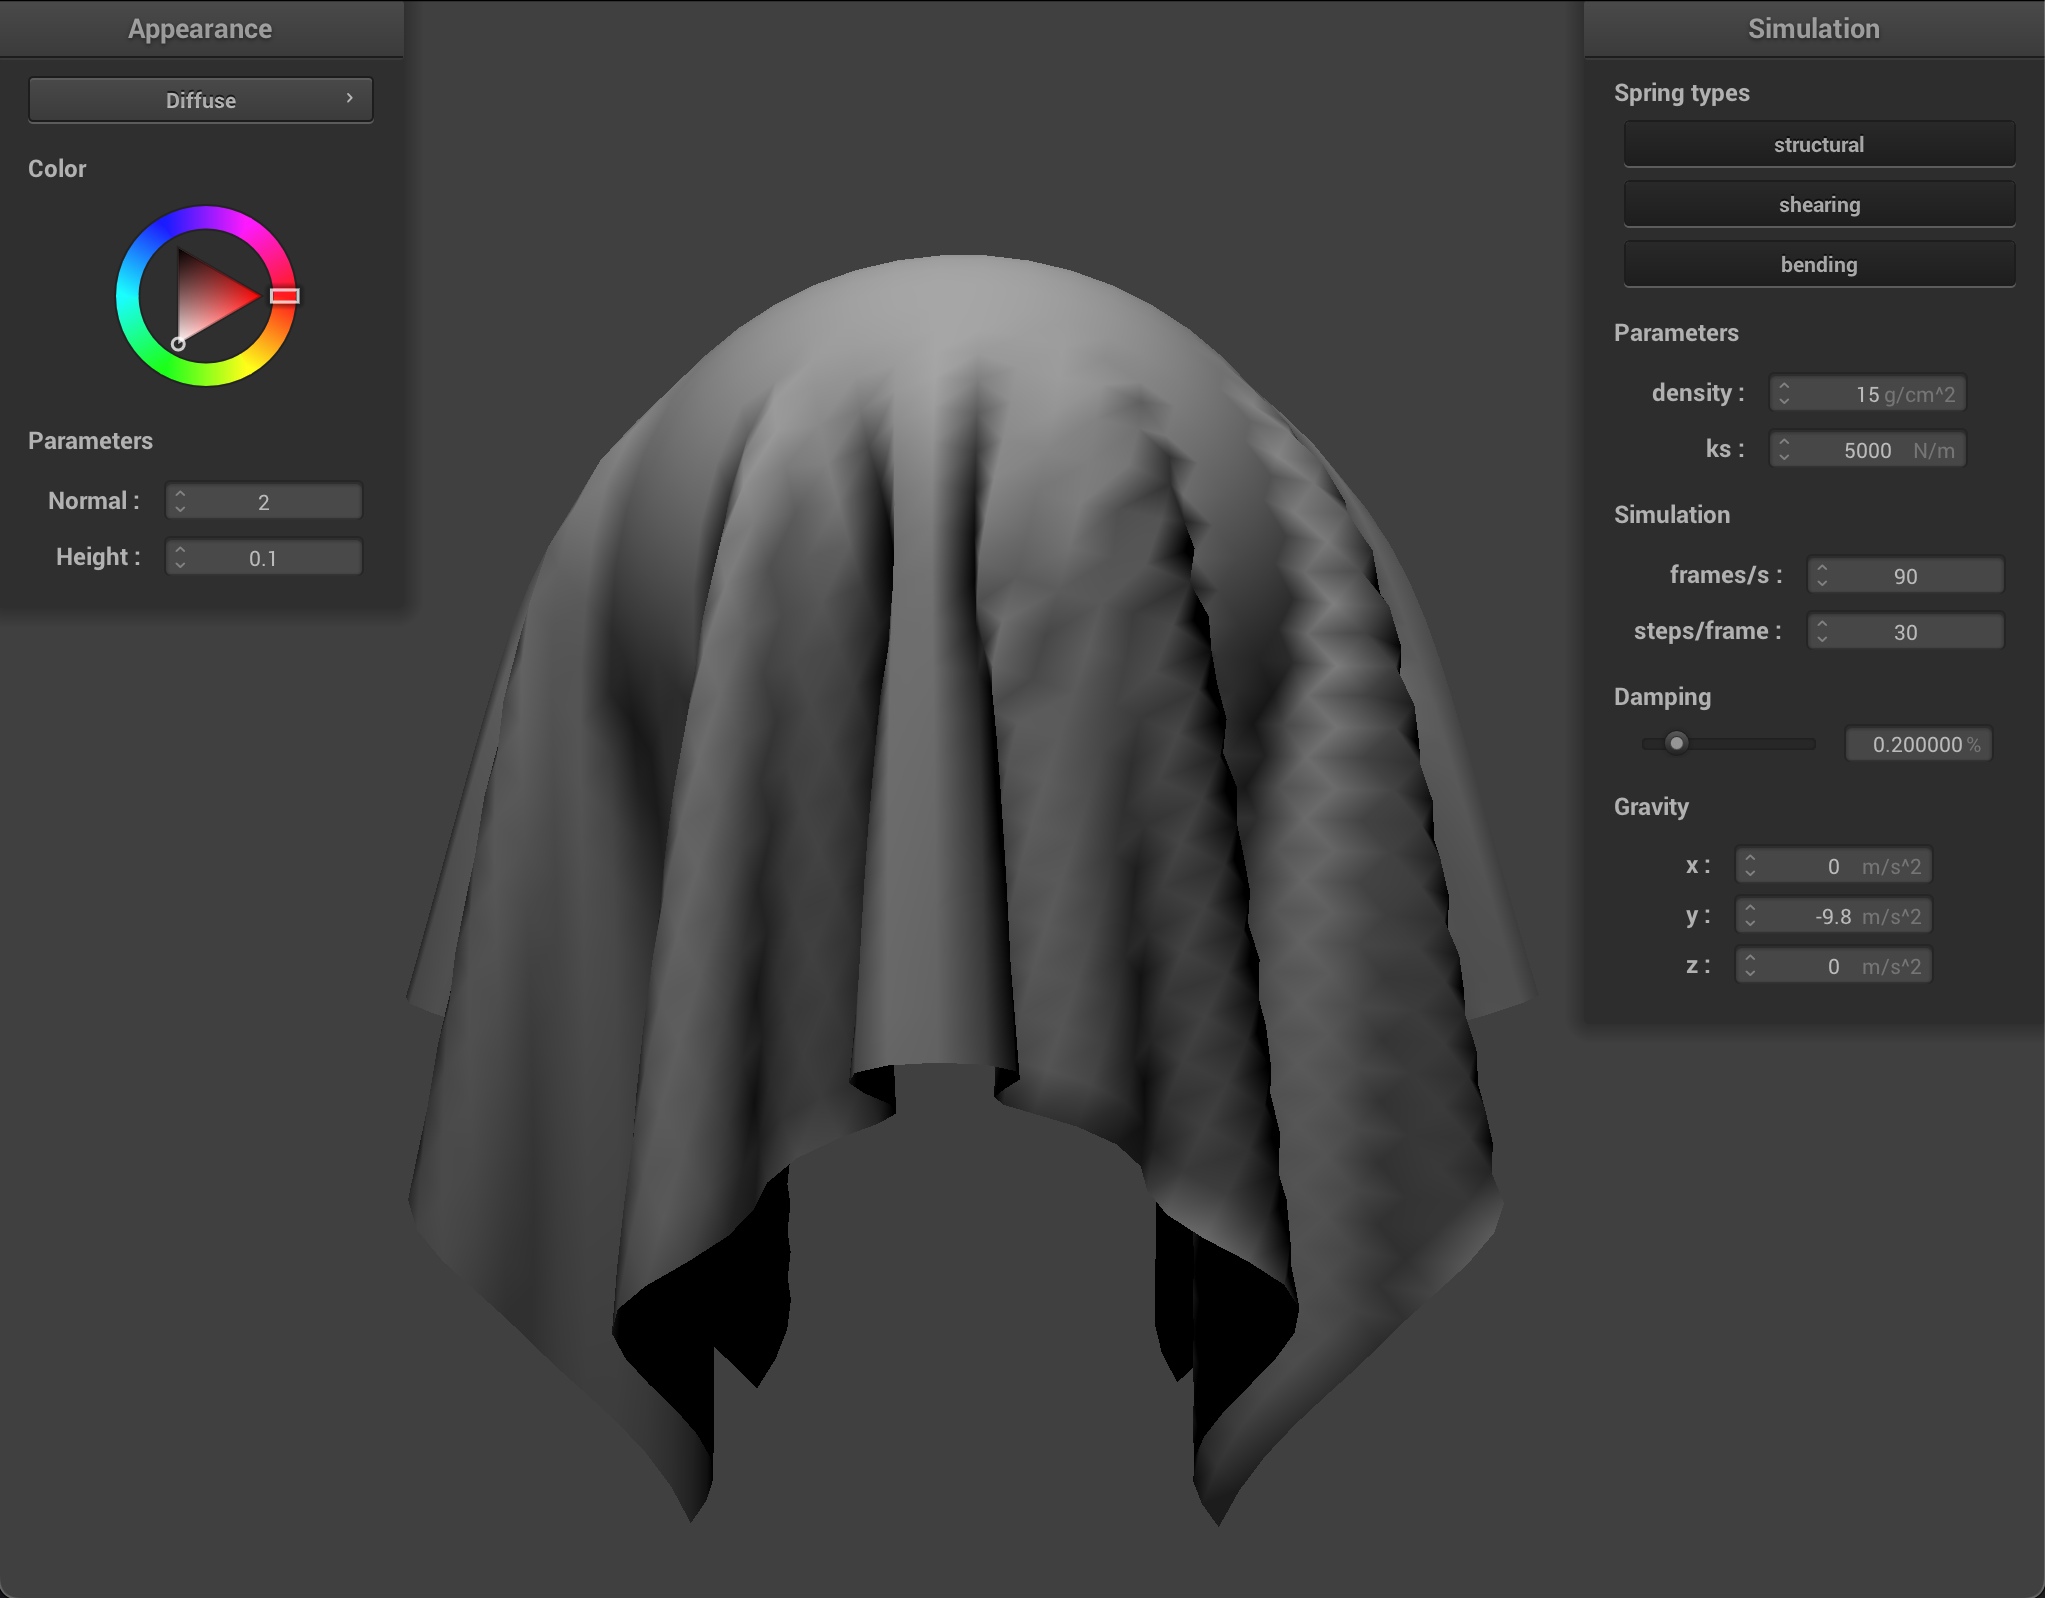 Appearance
Diffuse
Color
Parameters
Normal : 2
Height : 0.1
Simulation
Spring types
structural
shearing
bending
Parameters
density : 15 g/cm^2
ks : 5000 N/m
Simulation
frames/s : 90
steps/frame : 30
Damping
0.200000 %
Gravity
x : 0 m/s^2
y : -9.8 m/s^2
z : 0 m/s^2